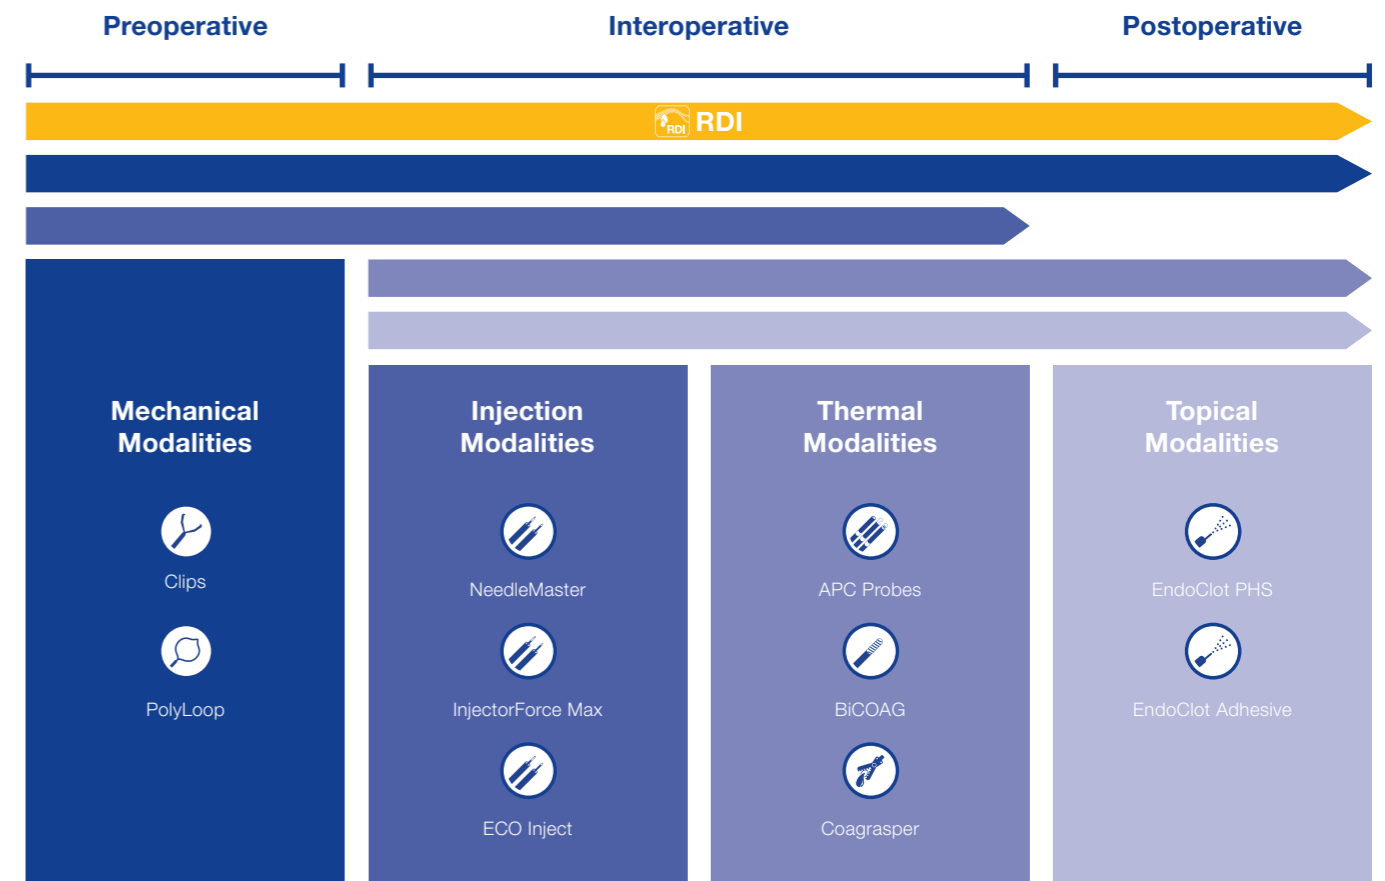 Preoperative
Interoperative
Postoperative
RDI RDI
Mechanical
Modalities
Clips
PolyLoop
Injection
Modalities
NeedleMaster
InjectorForce Max
ECO Inject
Thermal
Modalities
APC Probes
BiCOAG
Coagrasper
Topical
Modalities
EndoClot PHS
EndoClot Adhesive